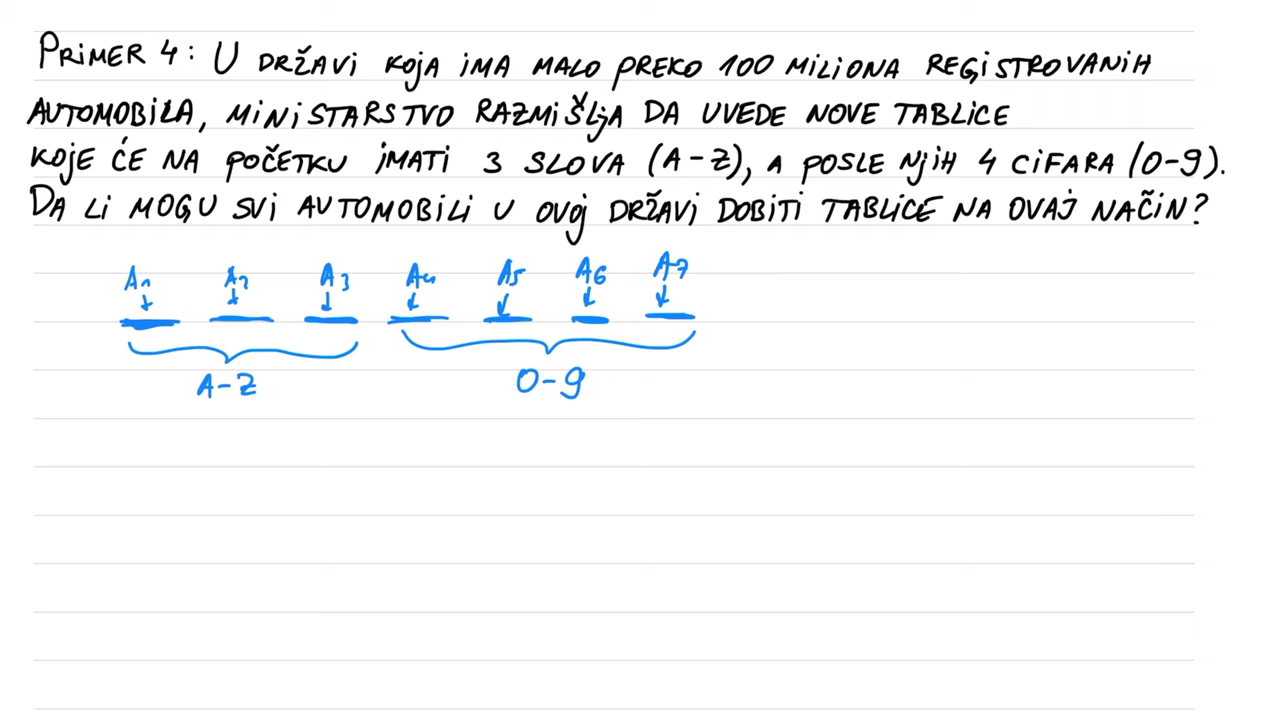 PRIMER 4: U DRŽAVI KOJA IMA MALO PREKO 100 MILIONA REGISTROVANIH
AUTOMOBILA, MINISTARSTVO RAZMIŠLJA DA UVEDE NOVE TABLICE
KOJE ĆE NA POČETKU IMATI 3 SLOVA (A-Z), A POSLE NJIH 4 CIFARA (0-9).
DA LI MOGU SVI AUTOMOBILI U OVOJ DRŽAVI DOBITI TABLICE NA OVAJ NAČIN?
A1 A2 A3 A4 A5 A6 A7
A-Z 0-9